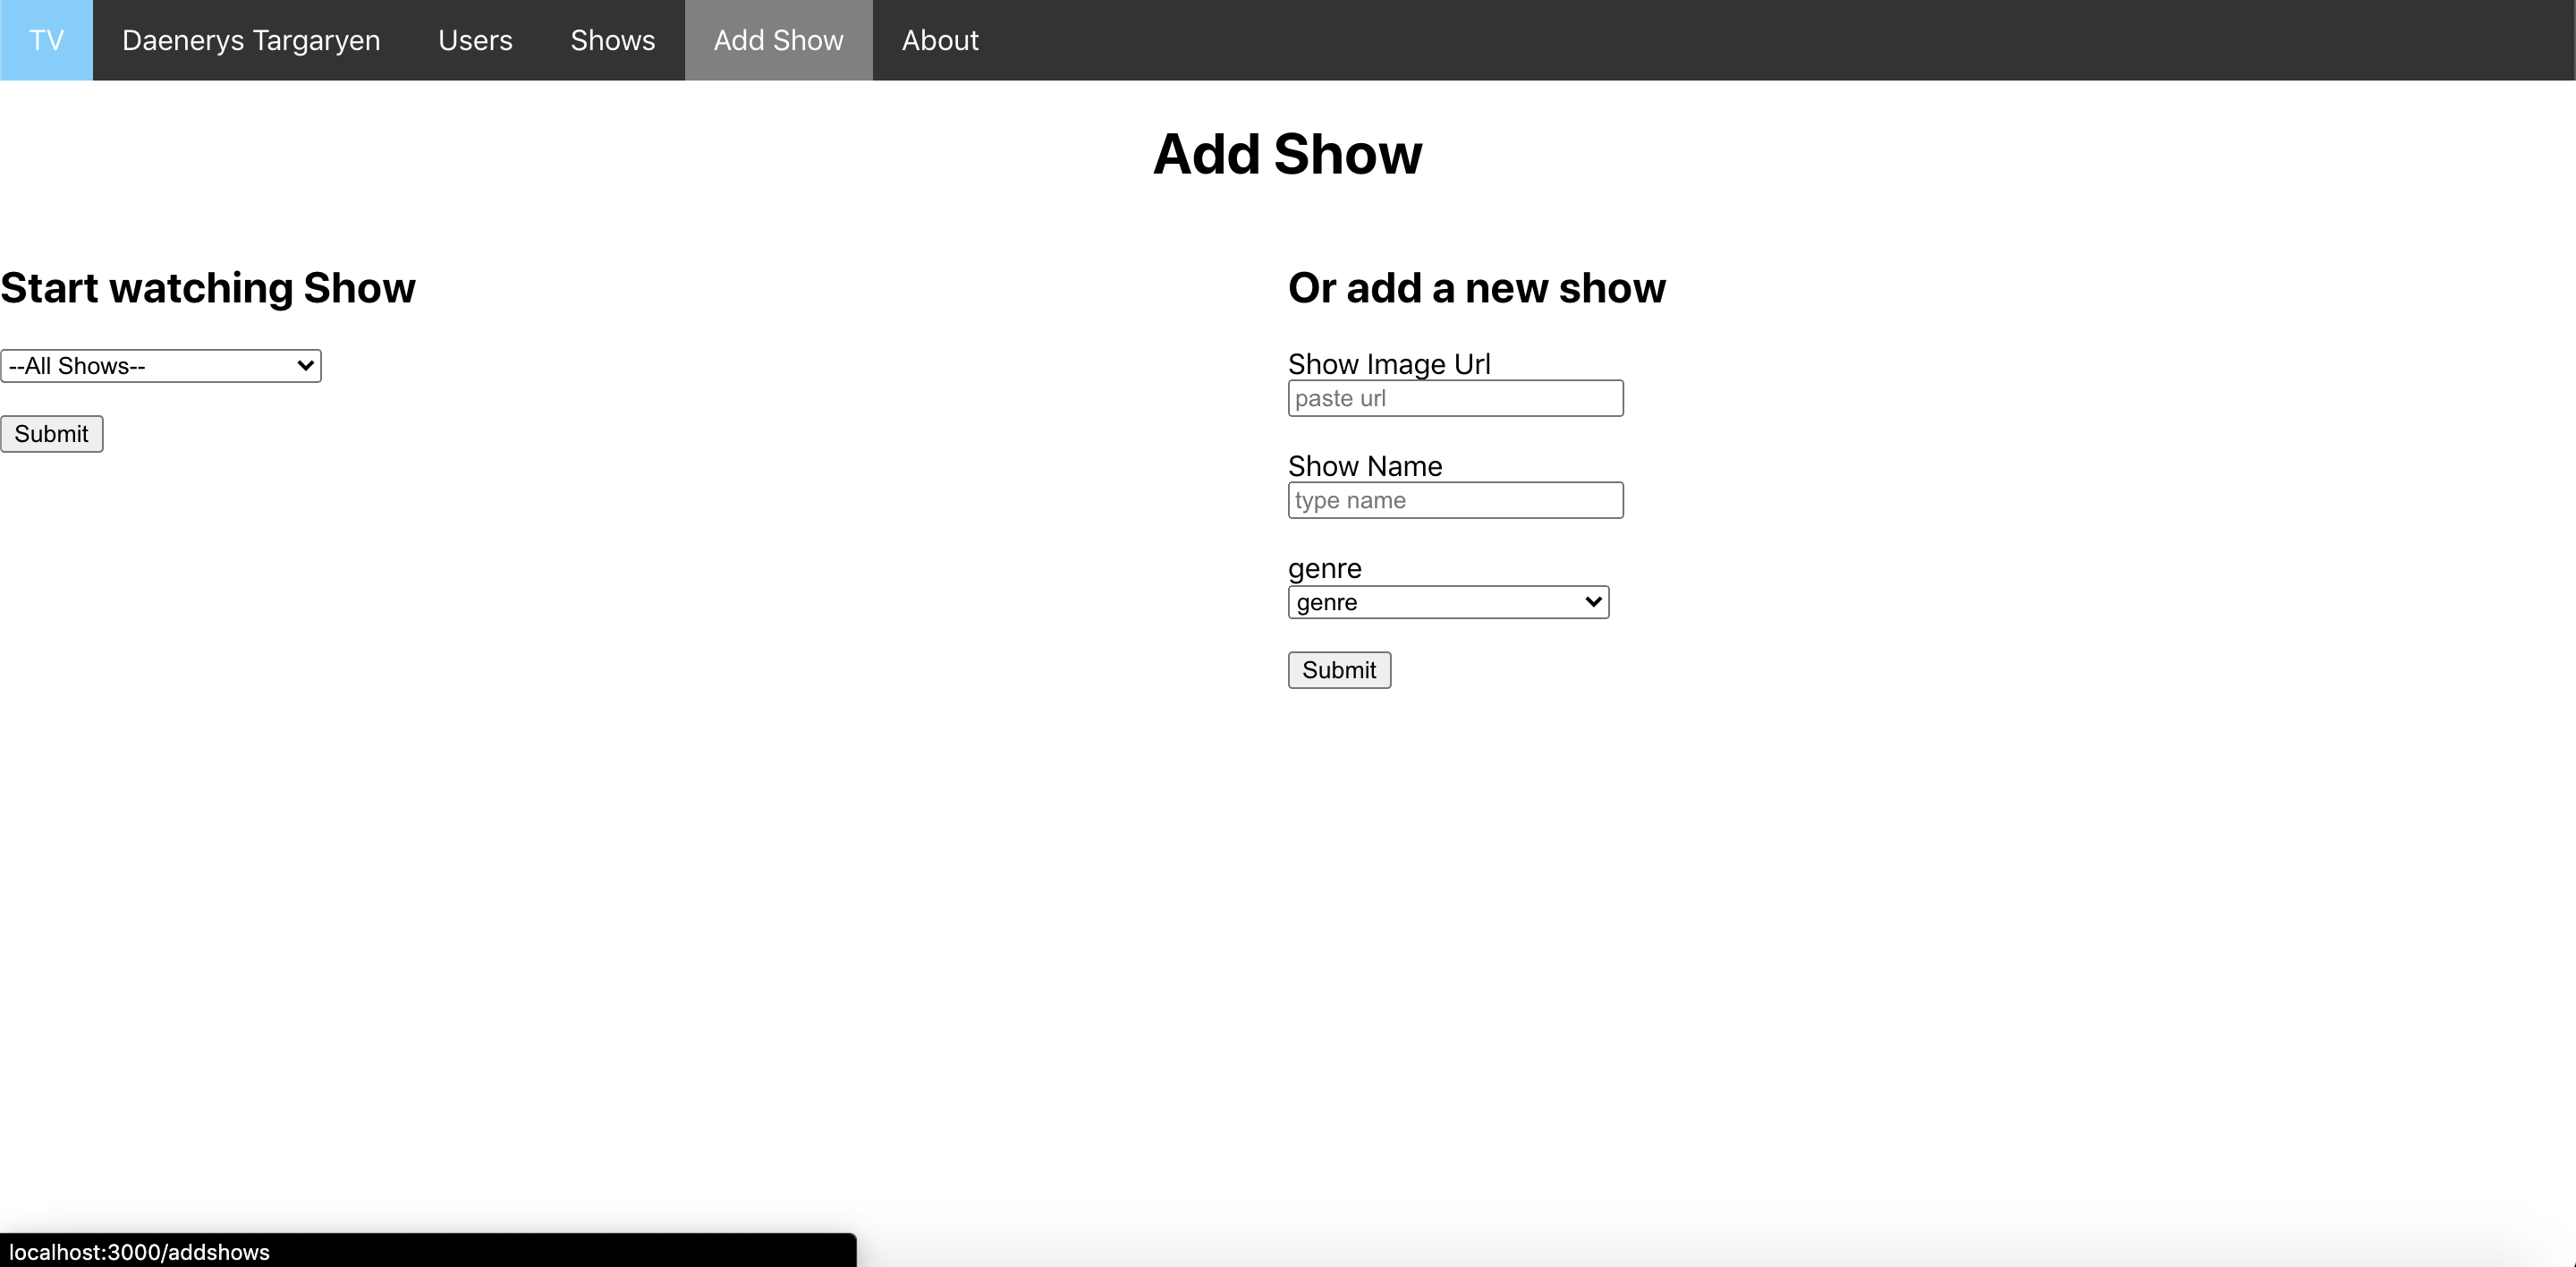 TV Daenerys Targaryen Users Shows Add Show About
Add Show
Start watching Show
--All Shows--
Submit
Or add a new show
Show Image Url
paste url
Show Name
type name
genre
genre
Submit
localhost:3000/addshows